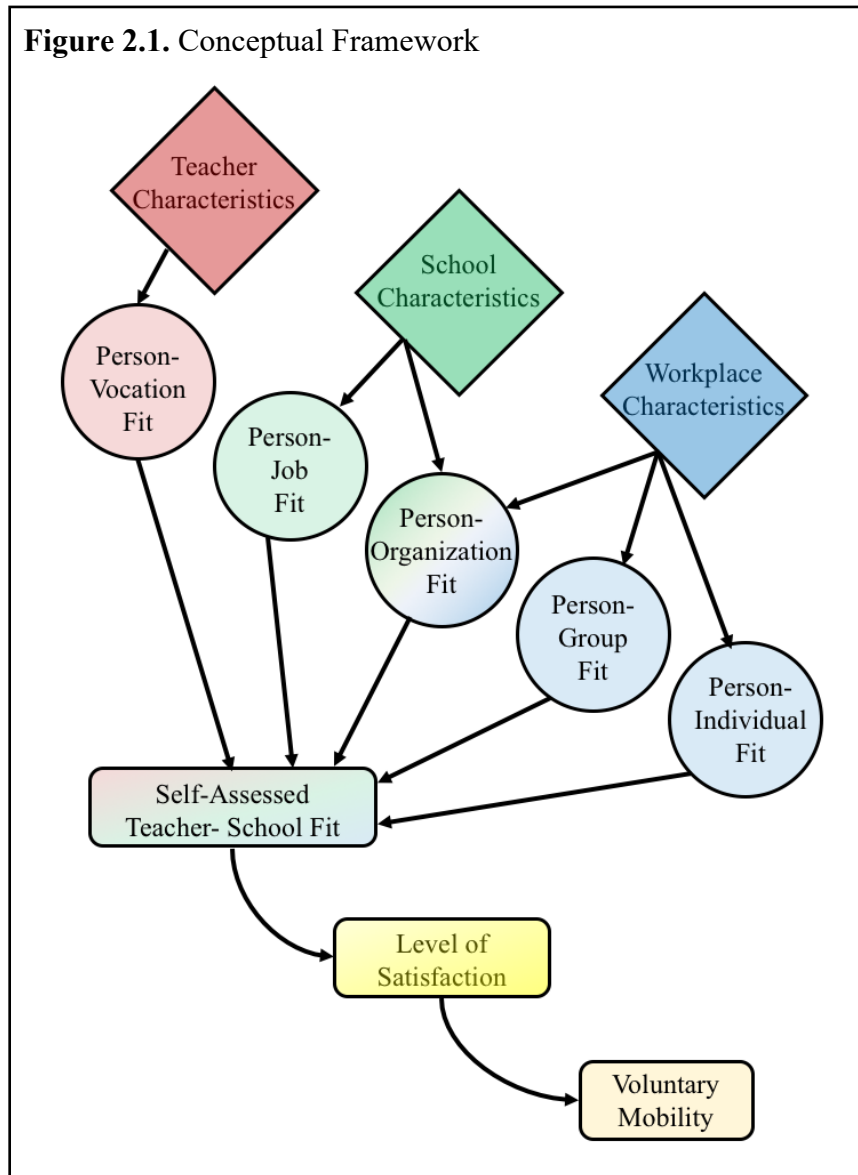 Figure 2.1. Conceptual Framework
Teacher
Characteristics
School
Characteristics
Workplace
Characteristics
Person-
Vocation
Fit
Person-
Job
Fit
Person-
Organization
Fit
Person-
Group
Fit
Person-
Individual
Fit
Self-Assessed
Teacher- School Fit
Level of
Satisfaction
Voluntary
Mobility